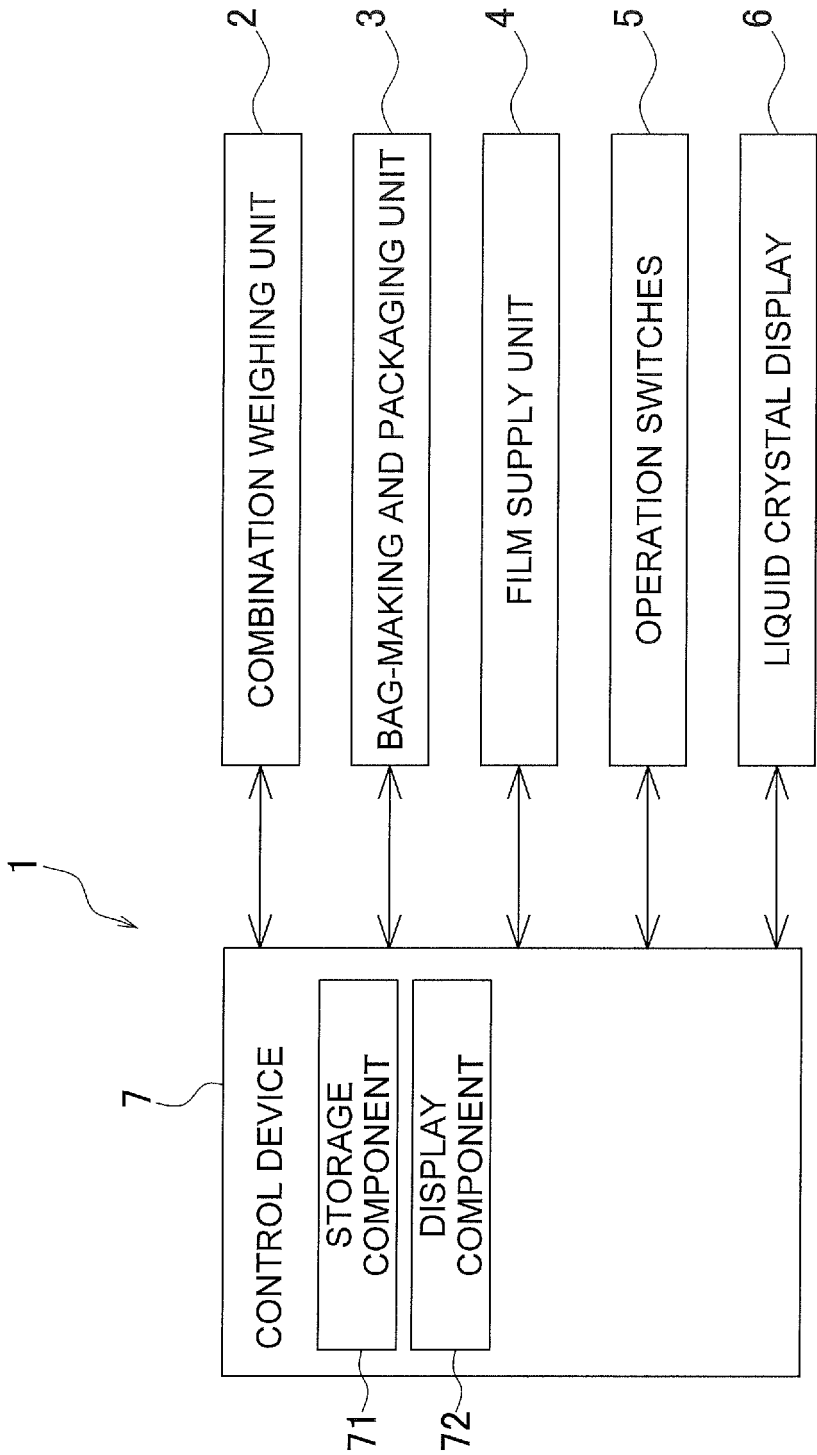 1
7
CONTROL DEVICE
71
STORAGE
COMPONENT
72
DISPLAY
COMPONENT
COMBINATION WEIGHING UNIT
2
BAG-MAKING AND PACKAGING UNIT
3
FILM SUPPLY UNIT
4
OPERATION SWITCHES
5
LIQUID CRYSTAL DISPLAY
6